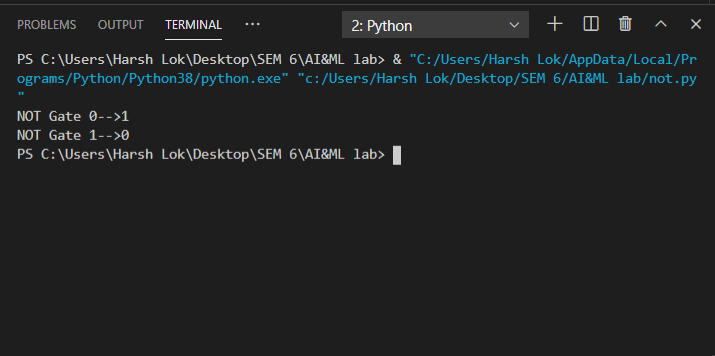 PROBLEMS OUTPUT TERMINAL ... 2: Python
PS C:\Users\Harsh Lok\Desktop\SEM 6\AI&ML lab> & "C:/Users/Harsh Lok/AppData/Local/Pr
ograms/Python/Python38/python.exe" "c:/Users/Harsh Lok/Desktop/SEM 6/AI&ML lab/not.py
"
NOT Gate 0-->1
NOT Gate 1-->0
PS C:\Users\Harsh Lok\Desktop\SEM 6\AI&ML lab>